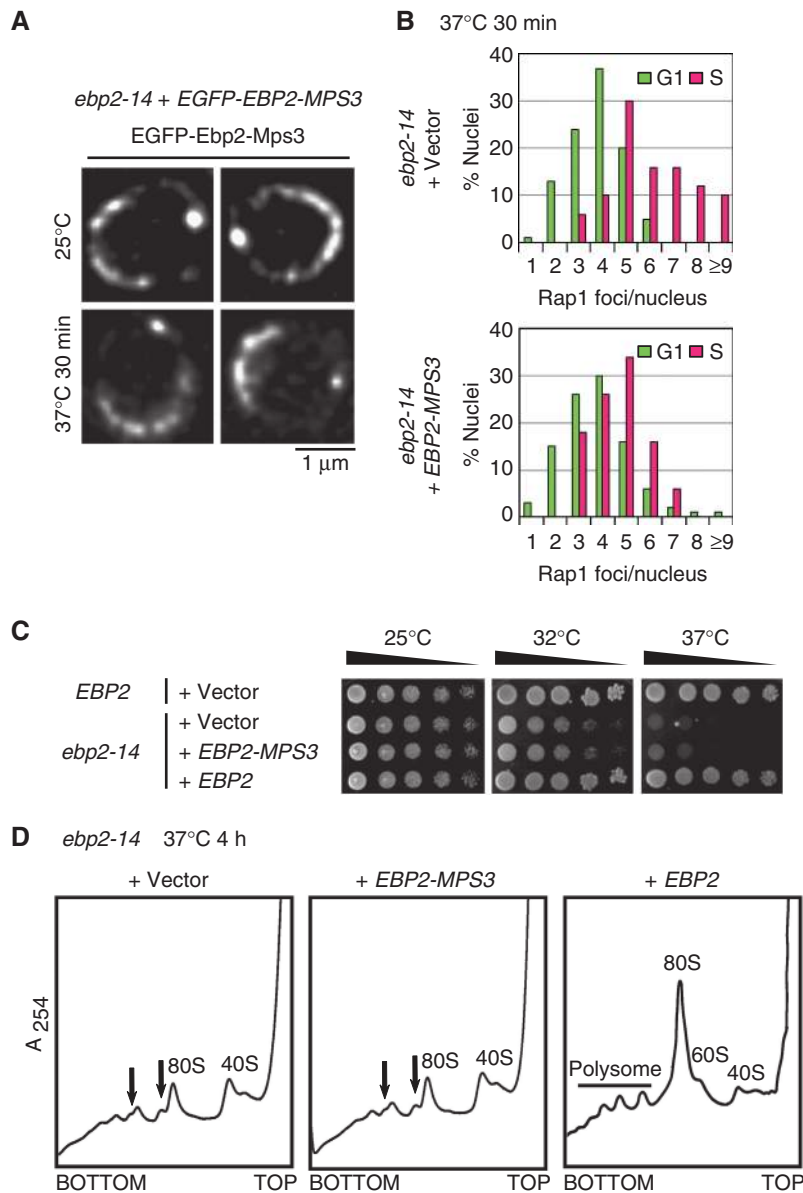 A
ebp2-14 + EGFP-EBP2-MPS3
EGFP-Ebp2-Mps3
25°C
37°C 30 min
1 μm
B
37°C 30 min
ebp2-14
+ Vector
% Nuclei
40
30
20
10
0
G1 S
1 2 3 4 5 6 7 8 ≥9
Rap1 foci/nucleus
ebp2-14
+ EBP2-MPS3
% Nuclei
40
30
20
10
0
G1 S
1 2 3 4 5 6 7 8 ≥9
Rap1 foci/nucleus
C
25°C 32°C 37°C
EBP2 + Vector
+ Vector
ebp2-14 + EBP2-MPS3
+ EBP2
D
ebp2-14 37°C 4 h
+ Vector
+ EBP2-MPS3
+ EBP2
A254
80S 40S
BOTTOM TOP
80S 40S
BOTTOM TOP
80S
60S
Polysome
40S
BOTTOM TOP